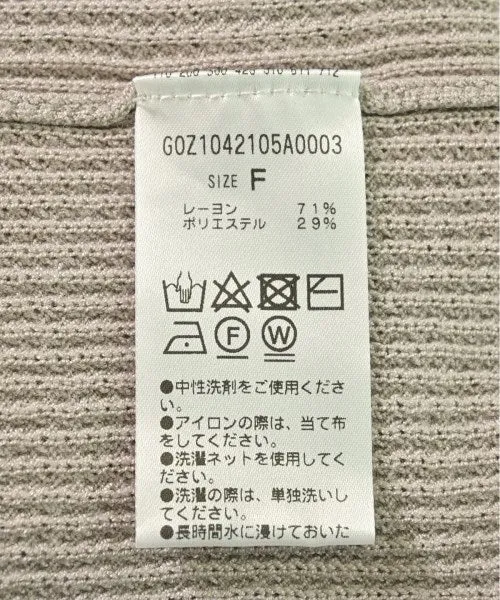 G0Z1042105A0003
SIZE F
レーヨン 71%
ポリエステル 29%
F W
●中性洗剤をご使用くださ
い。
●アイロンの際は、当て布
をしてください。
●洗濯ネットを使用してく
ださい。
●洗濯の際は、単独洗いし
てください。
●長時間水に浸けておいた